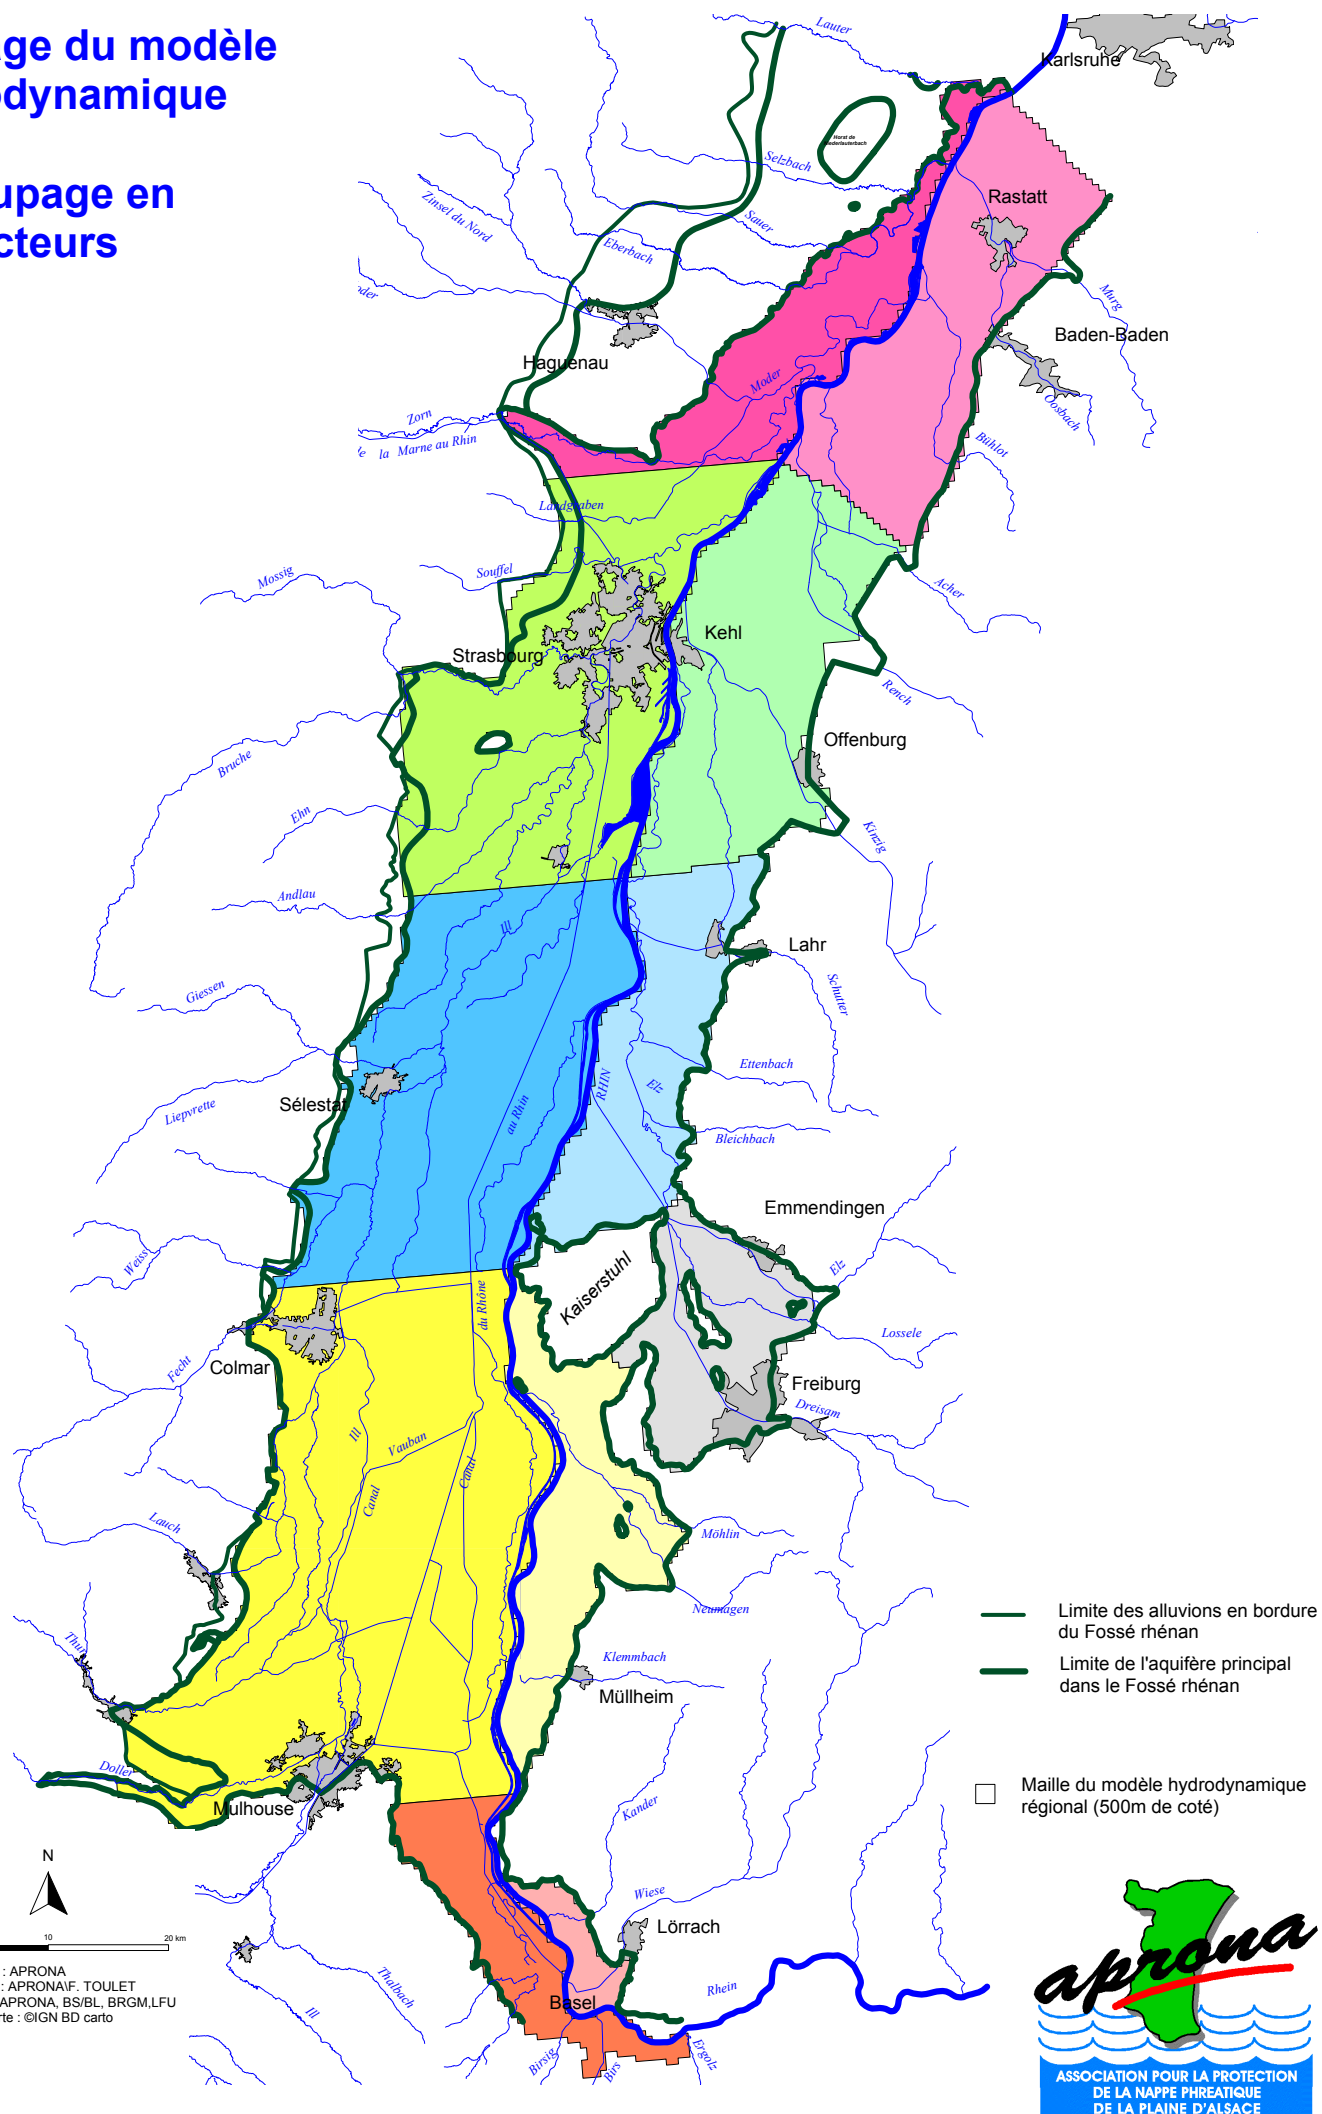 age du modèle
odynamique
upage en
cteurs
Lauter
Karlsruhe
Horst de
Niederlauterbach
Selzbach
Rastatt
Zinsel du Nord
Sauer
Eberbach
oder
Murg
Baden-Baden
Haguenau
Moder
Oosbach
Zorn
de la Marne au Rhin
Bühlot
Landgraben
Souffel
Mossig
Acher
Kehl
Strasbourg
Rench
Offenburg
Bruche
Ehn
Kinzig
Andlau
Ill
Lahr
Giessen
Schutter
Ettenbach
RHIN
Elz
Sélestat
Liepvrette
au Rhin
Bleichbach
Emmendingen
Weiss
Elz
Kaiserstuhl
du Rhône
Lossele
Colmar
Fecht
Freiburg
Dreisam
Ill
Vauban
Canal
Canal
Lauch
Möhlin
Neumagen
Limite des alluvions en bordure
du Fossé rhénan
Thur
Klemmbach
Limite de l'aquifère principal
dans le Fossé rhénan
Müllheim
Doller
Maille du modèle hydrodynamique
régional (500m de coté)
Mulhouse
Kander
N
Wiese
Lörrach
10
20 km
aprona
: APRONA
: APRONA\F. TOULET
APRONA, BS/BL, BRGM,LFU
rte : ©IGN BD carto
Thalbach
Ill
Rhein
Basel
Birsig
Birs
Ergolz
ASSOCIATION POUR LA PROTECTION
DE LA NAPPE PHREATIQUE
DE LA PLAINE D'ALSACE